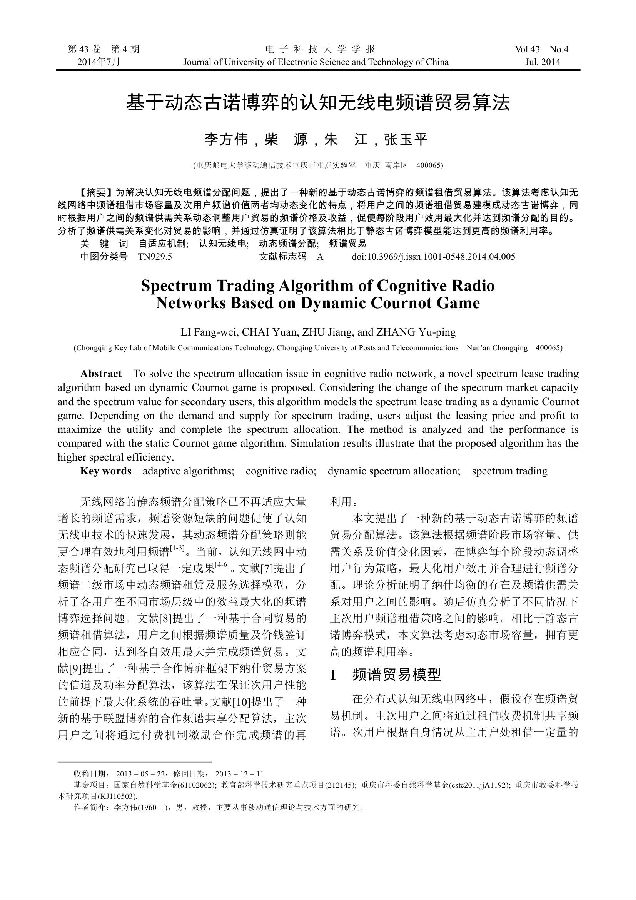 第 43 卷 第 4 期 电 子 科 技 大 学 学 报 Vol.43 No.4
2014年7月 Journal of University of Electronic Science and Technology of China Jul. 2014
基于动态古诺博弈的认知无线电频谱贸易算法
李方伟，柴 源，朱 江，张玉平
(重庆邮电大学移动通信技术重庆市重点实验室 重庆 南岸区 400065)
【摘要】为解决认知无线电频谱分配问题，提出了一种新的基于动态古诺博弈的频谱租借贸易算法。该算法考虑认知无
线网络中频谱租借市场容量及次用户频谱价值两者均动态变化的特点，将用户之间的频谱租借贸易建模成动态古诺博弈，同
时根据用户之间的频谱供需关系动态调整用户贸易的频谱价格及收益，促使每阶段用户效用最大化并达到频谱分配的目的。
分析了频谱供需关系变化对贸易的影响，并通过仿真证明了该算法相比于静态古诺博弈模型能达到更高的频谱利用率。
关 键 词 自适应机制； 认知无线电； 动态频谱分配； 频谱贸易
中图分类号 TN929.5 文献标志码 A doi:10.3969/j.issn.1001-0548.2014.04.005
Spectrum Trading Algorithm of Cognitive Radio
Networks Based on Dynamic Cournot Game
LI Fang-wei, CHAI Yuan, ZHU Jiang, and ZHANG Yu-ping
(Chongqing Key Lab of Mobile Communications Technology, Chongqing University of Posts and Telecommunications Nan'an Chongqing 400065)
Abstract To solve the spectrum allocation issue in cognitive radio network, a novel spectrum lease trading
algorithm based on dynamic Cournot game is proposed. Considering the change of the spectrum market capacity
and the spectrum value for secondary users, this algorithm models the spectrum lease trading as a dynamic Cournot
game. Depending on the demand and supply for spectrum trading, users adjust the leasing price and profit to
maximize the utility and complete the spectrum allocation. The method is analyzed and the performance is
compared with the static Cournot game algorithm. Simulation results illustrate that the proposed algorithm has the
higher spectral efficiency.
Key words adaptive algorithms; cognitive radio; dynamic spectrum allocation; spectrum trading
无线网络的静态频谱分配策略已不再适应大量
增长的频谱需求，频谱资源短缺的问题促使了认知
无线电技术的快速发展，其动态频谱分配策略则能
更合理有效地利用频谱[1-3]。当前，认知无线网中动
态频谱分配研究已取得一定成果[4-6]。文献[7]提出了
频谱二级市场中动态频谱租赁及服务选择模型，分
析了各用户在不同市场层级中的效益最大化的频谱
博弈选择问题。文献[8]提出了一种基于合同贸易的
频谱租借算法，用户之间根据频谱质量及价钱签订
相应合同，达到各自效用最大并完成频谱贸易。文
献[9]提出了一种基于合作博弈框架下纳什贸易方案
的信道及功率分配算法，该算法在保证次用户性能
的前提下最大化系统的吞吐量。文献[10]提出了一种
新的基于联盟博弈的合作频谱共享分配算法，主次
用户之间将通过付费机制激励合作完成频谱的再
利用。
本文提出了一种新的基于动态古诺博弈的频谱
贸易分配算法。该算法根据频谱阶段市场容量、供
需关系及价值变化因素，在博弈每个阶段动态调整
用户行为策略，最大化用户效用并合理进行频谱分
配。理论分析证明了纳什均衡的存在及频谱供需关
系对用户之间的影响。随后仿真分析了不同情况下
主次用户频谱租借策略之间的影响。相比于静态古
诺博弈模式，本文算法考虑动态市场容量，拥有更
高的频谱利用率。
1 频谱贸易模型
在分布式认知无线电网络中，假设存在频谱贸
易机制，主次用户之间将通过租借收费机制共享频
谱。次用户根据自身情况从主用户处租借一定量的
收稿日期：2013－05－22；修回日期：2013－12－11
基金项目：国家自然科学基金(61102062)；教育部科学技术研究重点项目(212145)；重庆市科委自然科学基金
本研究项目(KJ110503).
作者简介：李方伟(1960－)，男，教授，主要从事移动通信理论与技术方面的研究.